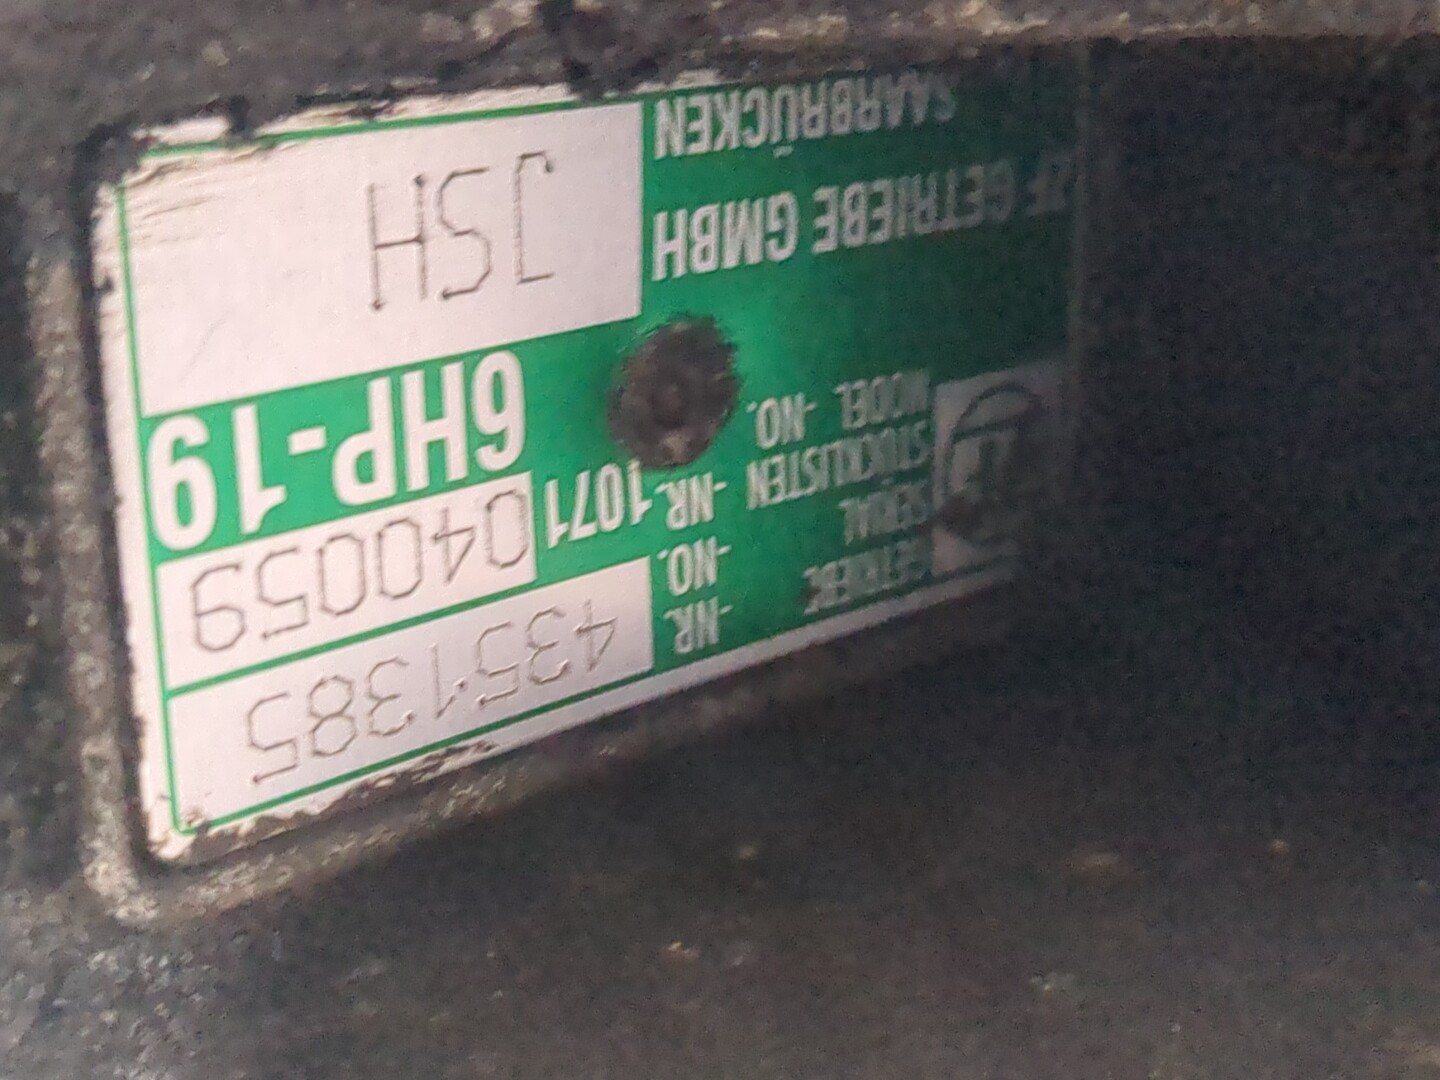 GETRIEBE -NR. 4351385
SERIAL -NO.
STÜCKLISTEN -NR. 1071 040059
MODEL -NO. 6HP-19
ZF GETRIEBE GMBH JSH
SAARBRÜCKEN